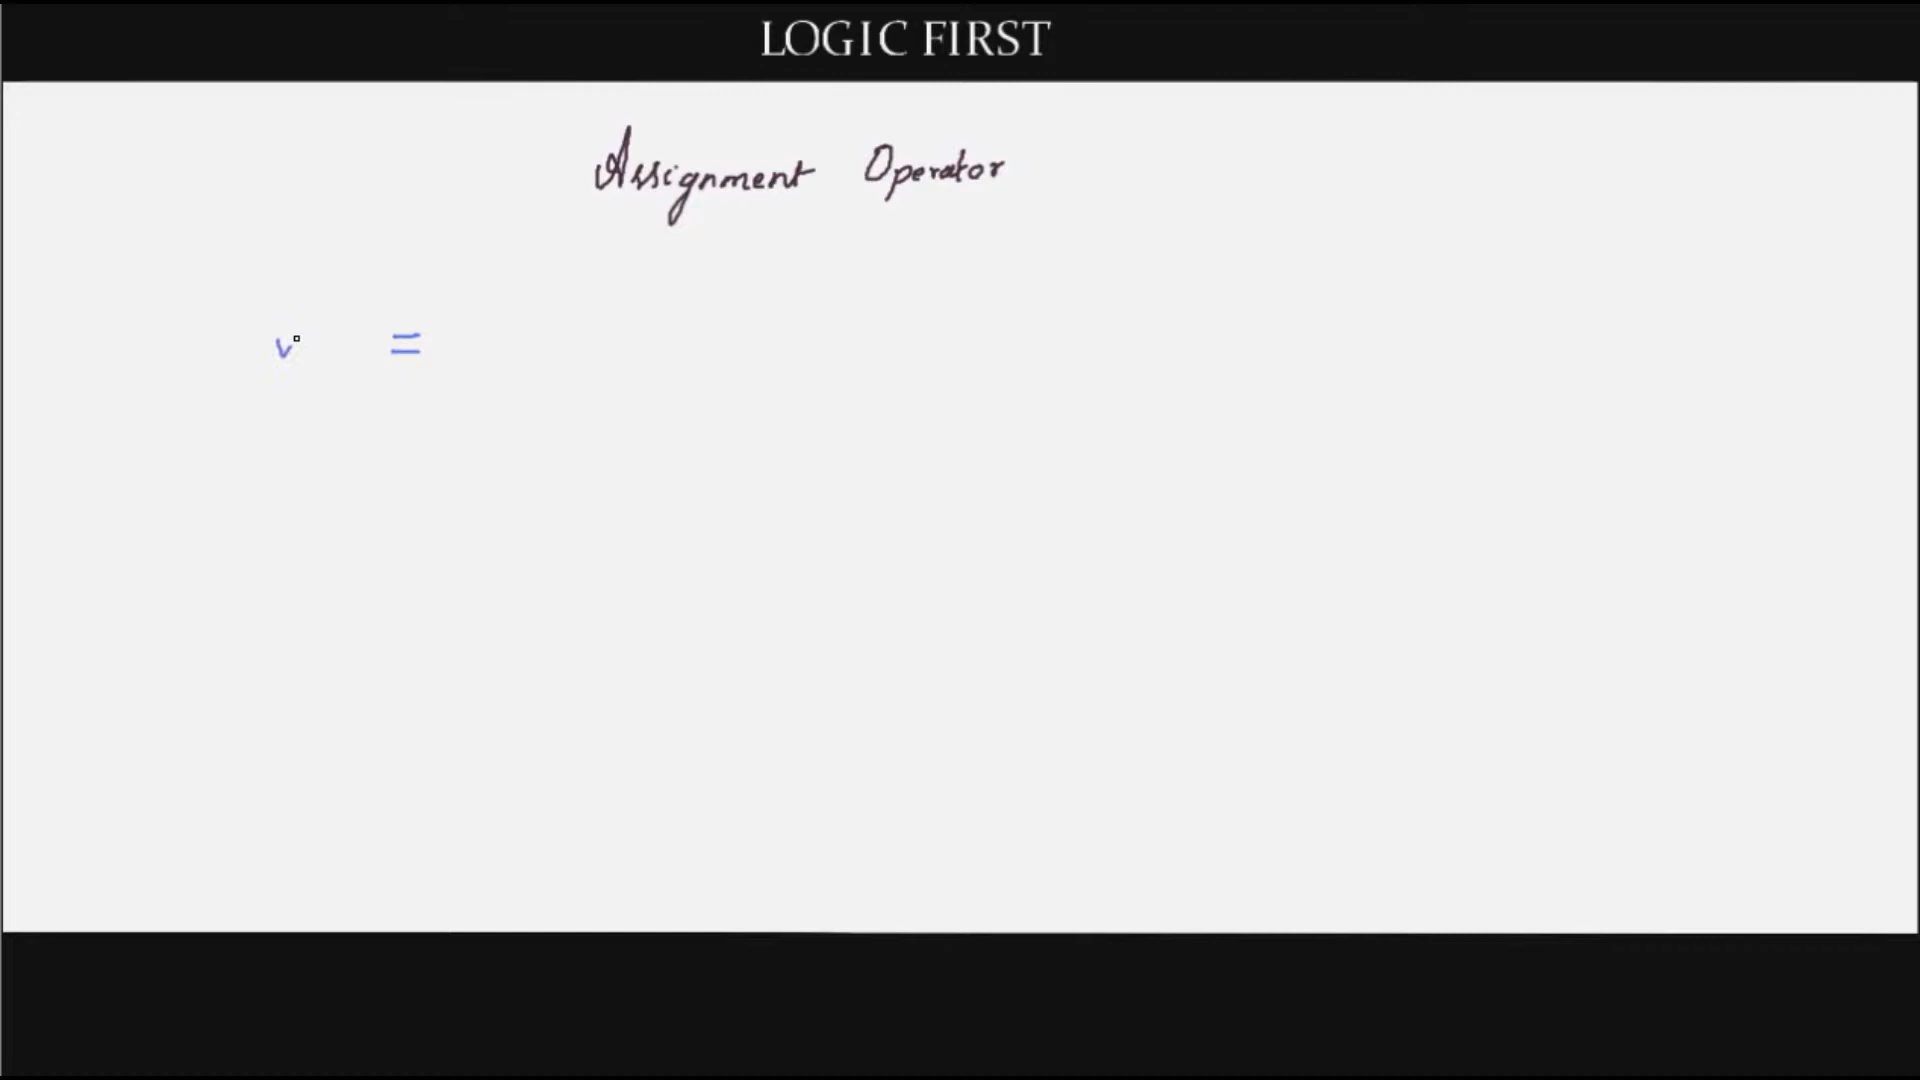 LOGIC FIRST
Assignment Operator
v =